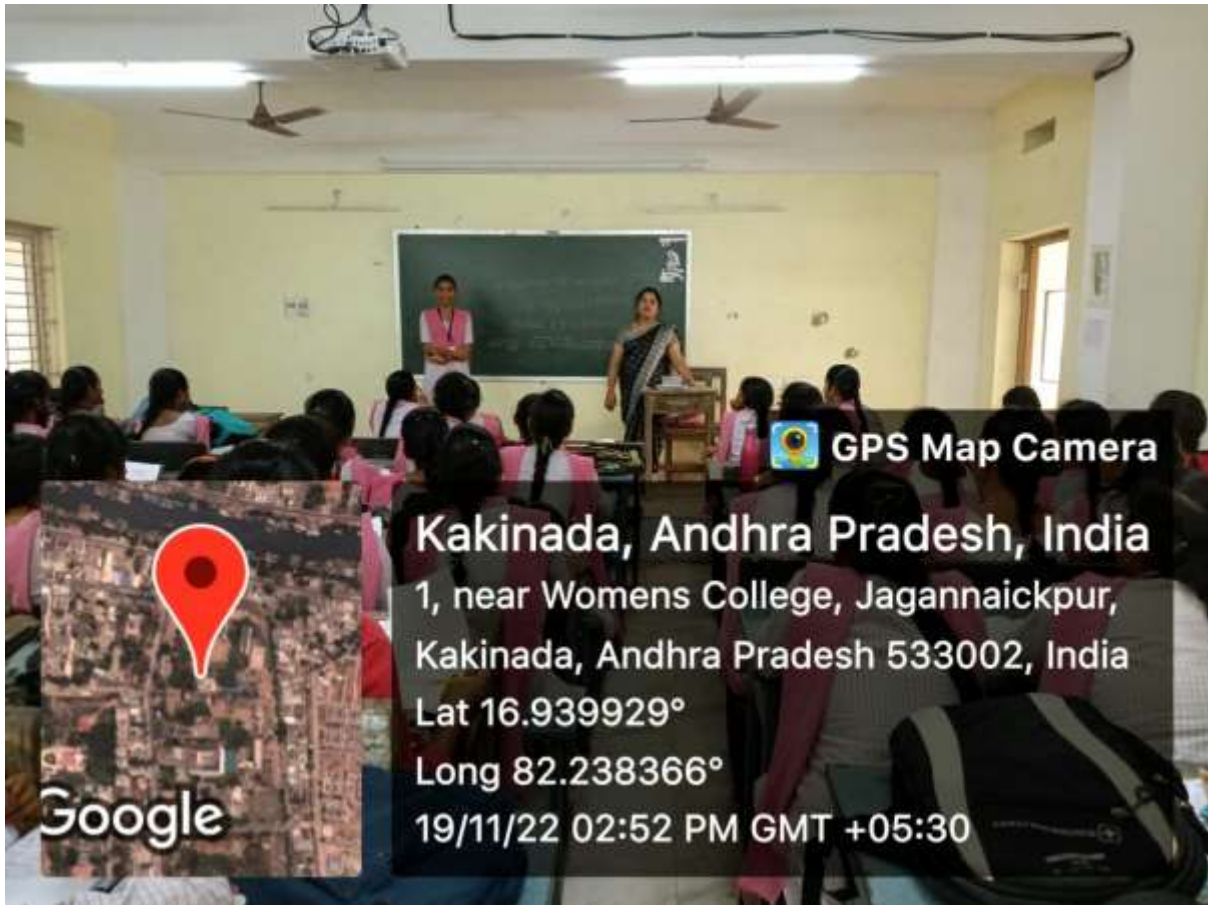 GPS Map Camera
Kakinada, Andhra Pradesh, India
1, near Womens College, Jagannaickpur,
Kakinada, Andhra Pradesh 533002, India
Lat 16.939929°
Long 82.238366°
19/11/22 02:52 PM GMT +05:30
Google